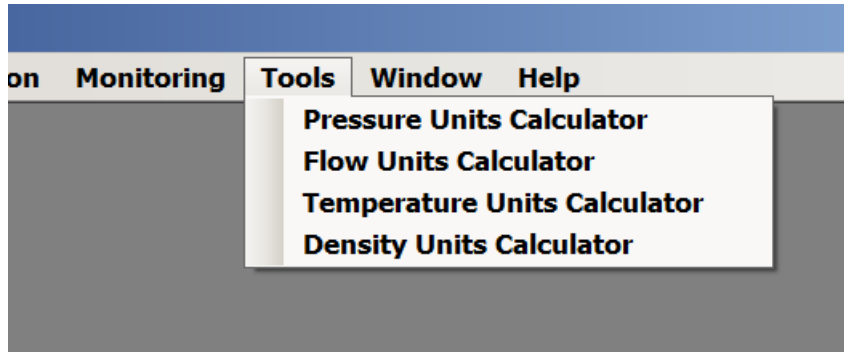 on Monitoring Tools Window Help
Pressure Units Calculator
Flow Units Calculator
Temperature Units Calculator
Density Units Calculator